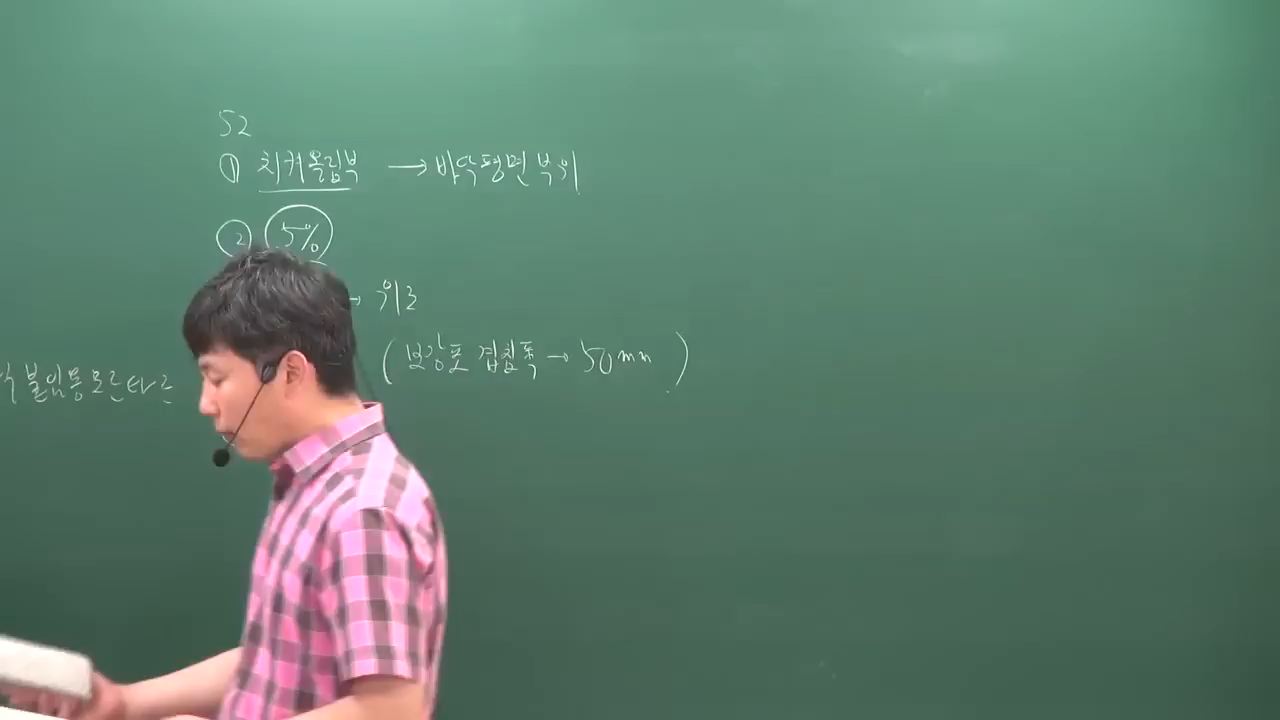 52
① 치켜올림부 → 바닥평면 부위
② 5%
→ 위로
(보강포 겹침폭 → 50mm)
붙임용 모르타르